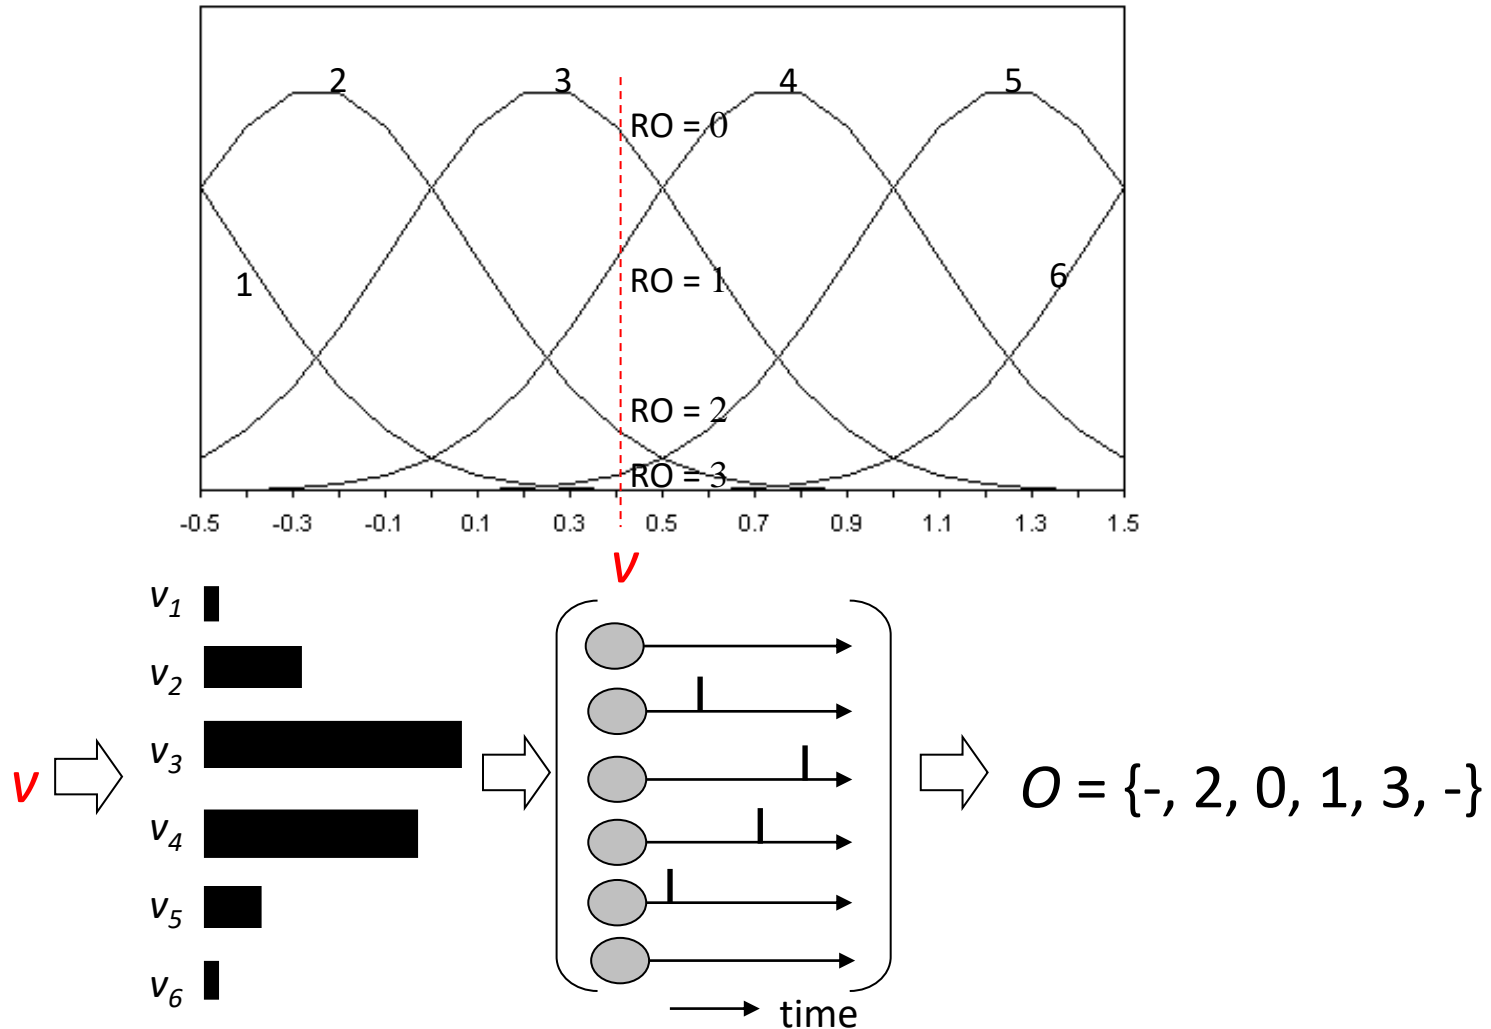 2 3 4 5
RO = 0
1 RO = 1 6
RO = 2
RO = 3
-0.5 -0.3 -0.1 0.1 0.3 0.5 0.7 0.9 1.1 1.3 1.5
v
v1
v2
v3
v4
v5
v6
v
O = {-, 2, 0, 1, 3, -}
time